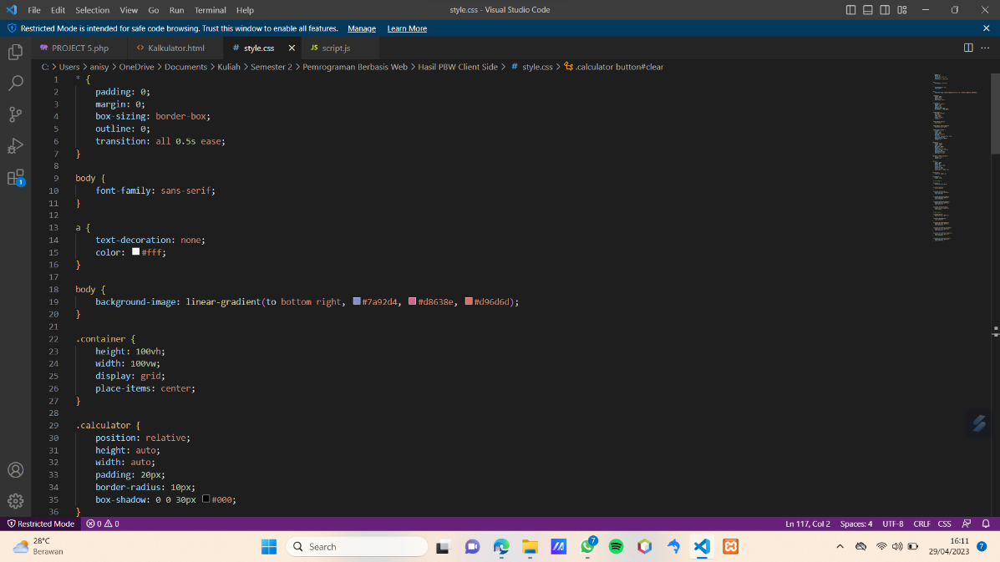 File Edit Selection View Go Run Terminal Help style.css - Visual Studio Code
Restricted Mode is intended for safe code browsing. Trust this window to enable all features. Manage Learn More
PROJECT 5.php <> Kalkulator.html # style.css JS script.js
C: > Users > anisy > OneDrive > Documents > Kuliah > Semester 2 > Pemrograman Berbasis Web > Hasil PBW Client Side > # style.css > .calculator button#clear
1 * {
2 padding: 0;
3 margin: 0;
4 box-sizing: border-box;
5 outline: 0;
6 transition: all 0.5s ease;
7 }
8
9 body {
10 font-family: sans-serif;
11 }
12
13 a {
14 text-decoration: none;
15 color: #fff;
16 }
17
18 body {
19 background-image: linear-gradient(to bottom right, #7a92d4, #d8638e, #d96d6d);
20 }
21
22 .container {
23 height: 100vh;
24 width: 100vw;
25 display: grid;
26 place-items: center;
27 }
28
29 .calculator {
30 position: relative;
31 height: auto;
32 width: auto;
33 padding: 20px;
34 border-radius: 10px;
35 box-shadow: 0 0 30px #000;
36 }
1
Restricted Mode 0 0 Ln 117, Col 2 Spaces: 4 UTF-8 CRLF CSS
28°C
Berawan
Search
7
16:11
29/04/2023
7